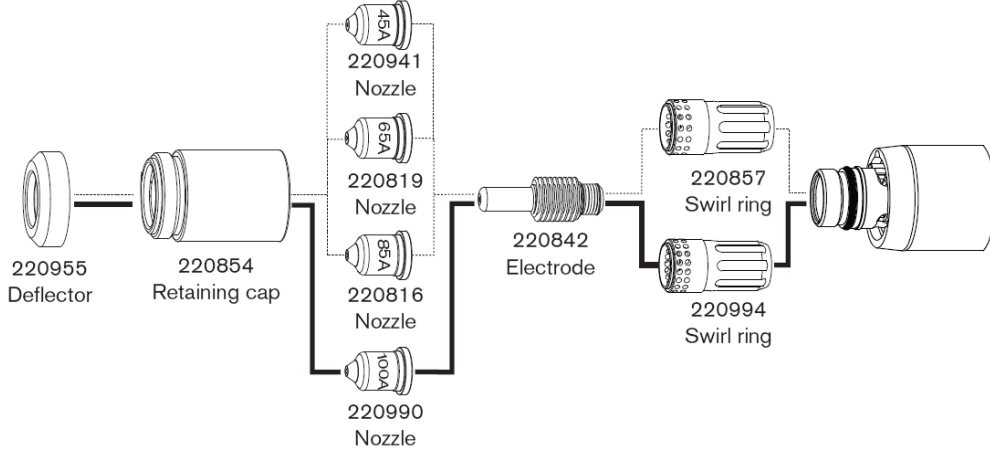 45A
220941
Nozzle
65A
220819
Nozzle
85A
220816
Nozzle
100A
220990
Nozzle
220955
Deflector
220854
Retaining cap
220842
Electrode
220857
Swirl ring
220994
Swirl ring